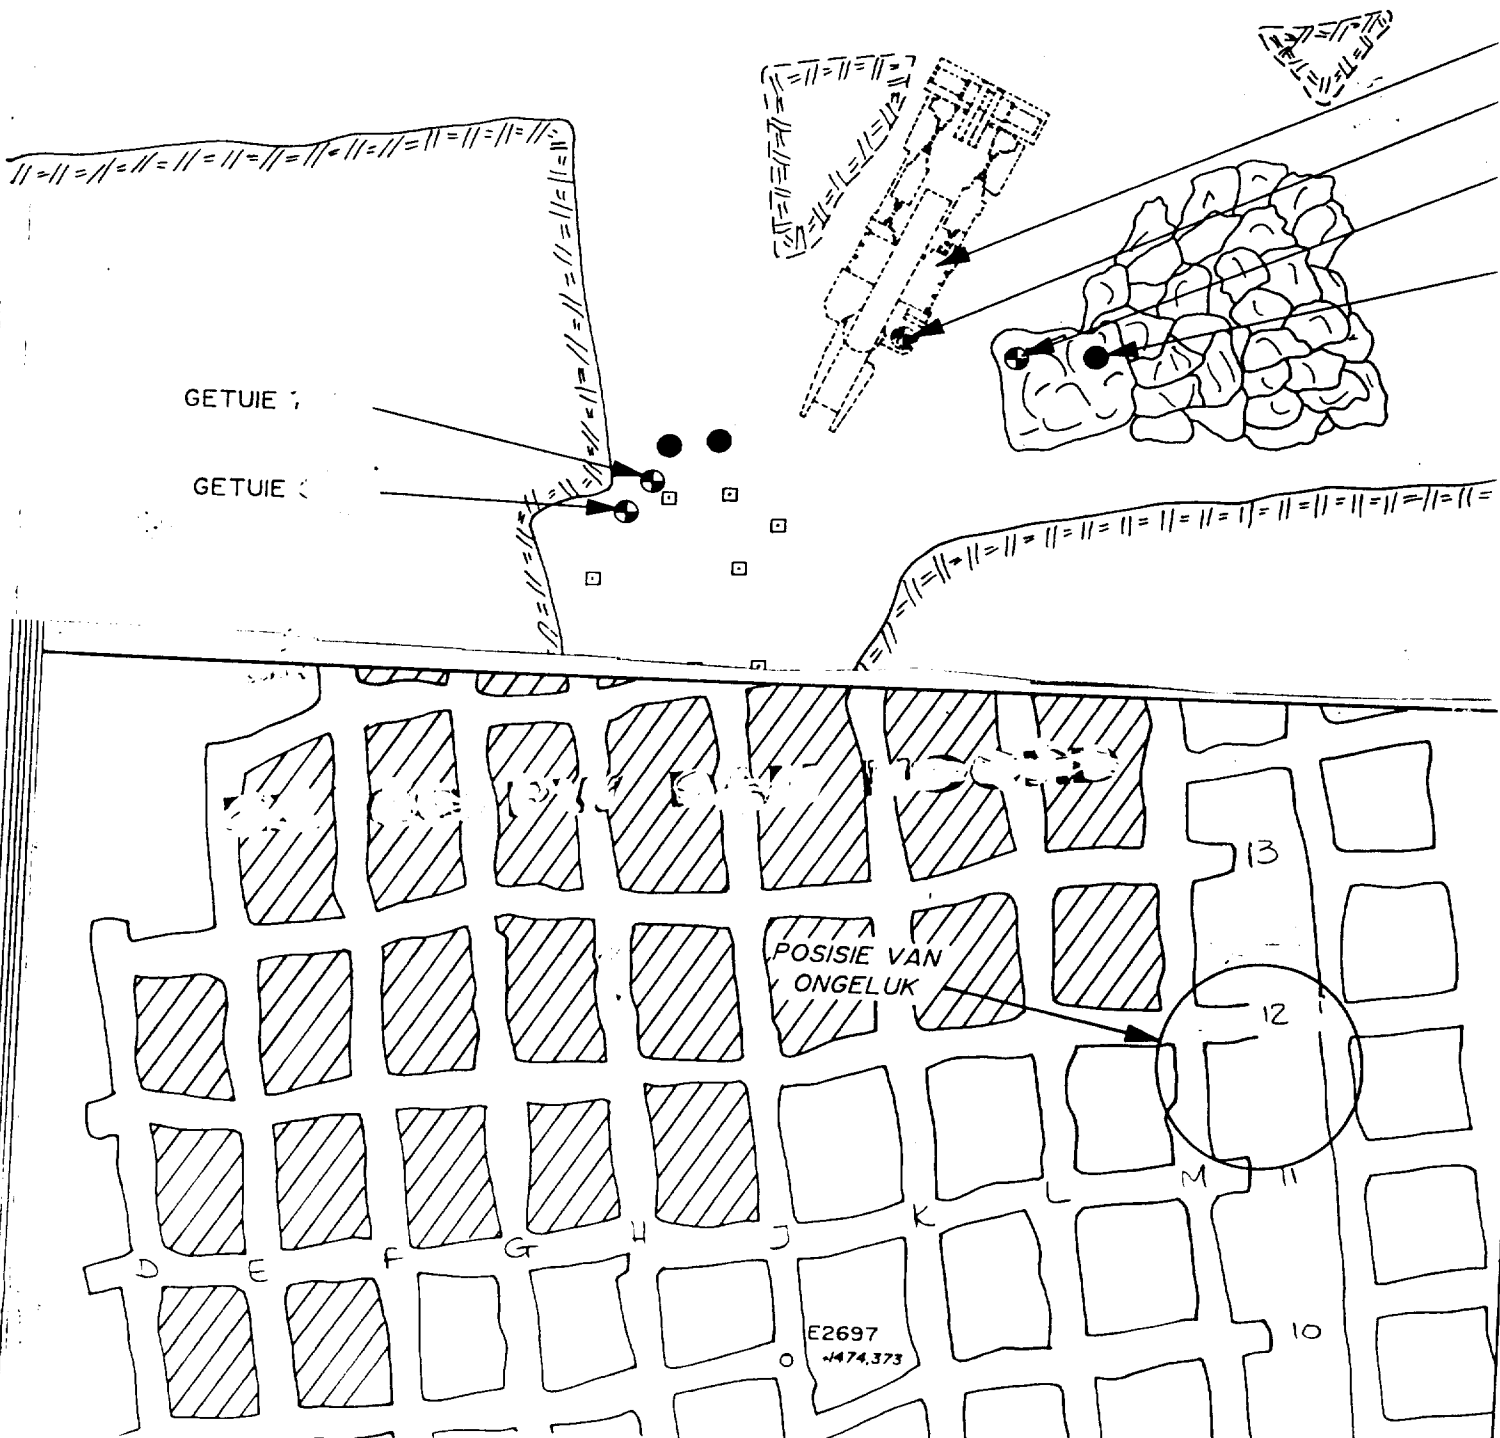 GETUIE
GETUIE
13
POSISIE VAN
ONGELUK
12
M
11
L
K
J
H
G
F
E
D
E2697
+1474,373
10